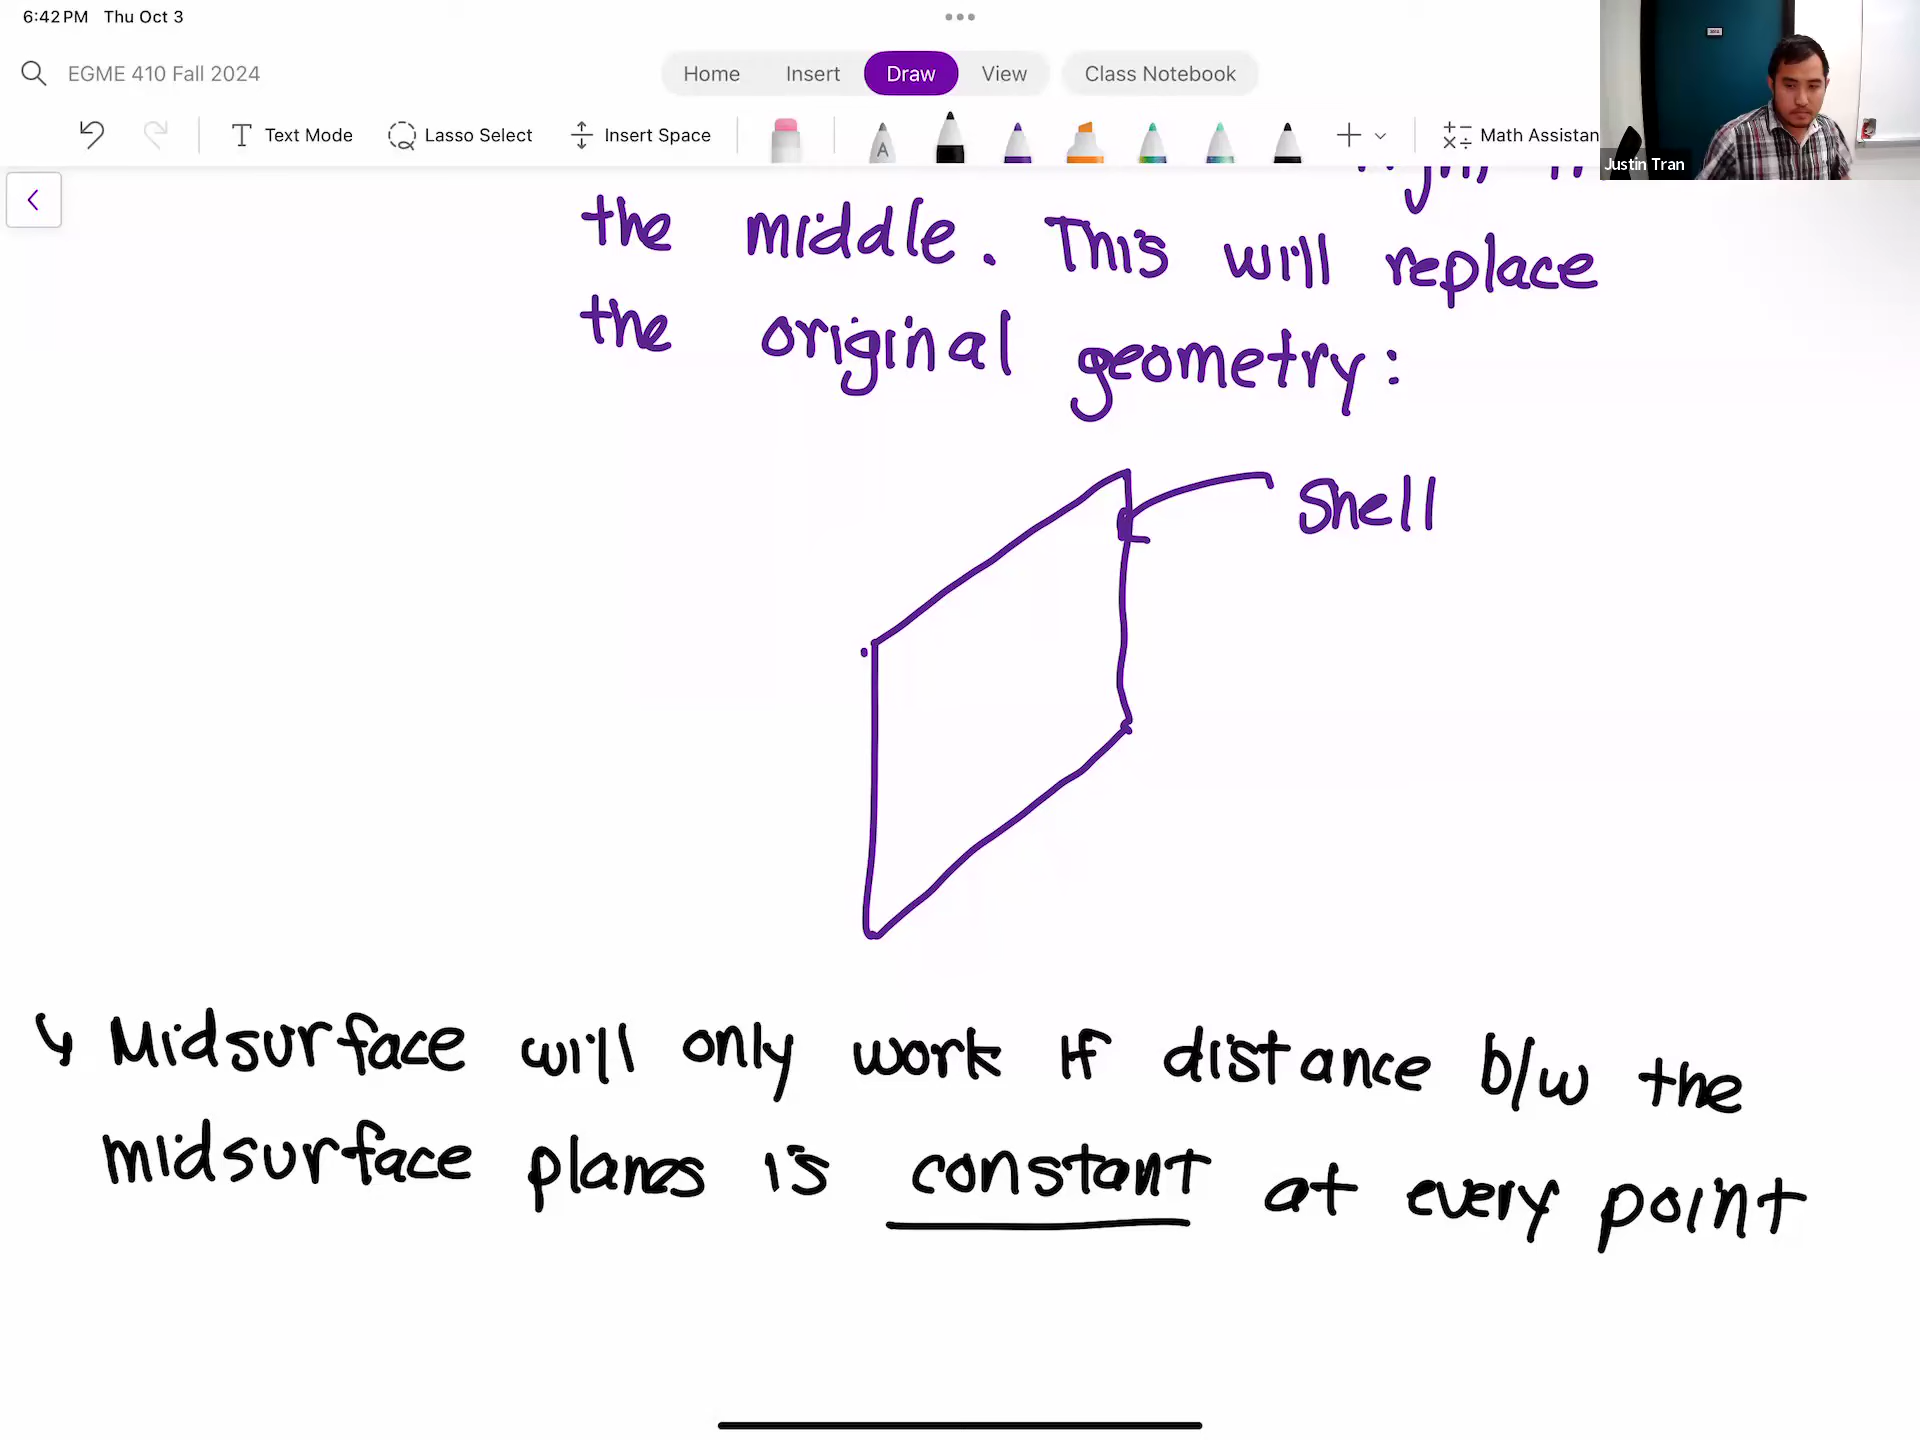 6:42 PM Thu Oct 3
EGME 410 Fall 2024
Home Insert Draw View Class Notebook
Text Mode Lasso Select Insert Space A Math Assistan
Justin Tran
the middle. This will replace
the original geometry:
Shell
↳ Midsurface will only work if distance b/w the
midsurface planes is constant at every point